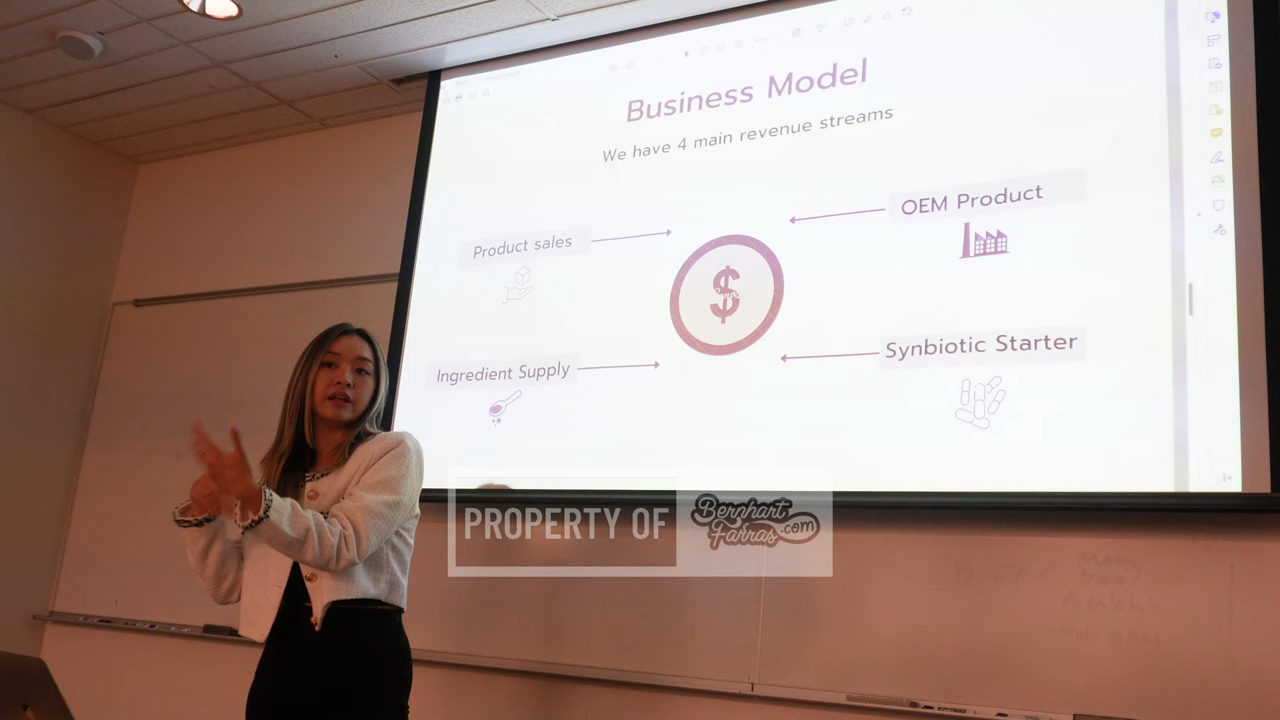 Business Model
We have 4 main revenue streams
Product sales
OEM Product
$
Ingredient Supply
Synbiotic Starter
PROPERTY OF
Bernhart
Farras.com